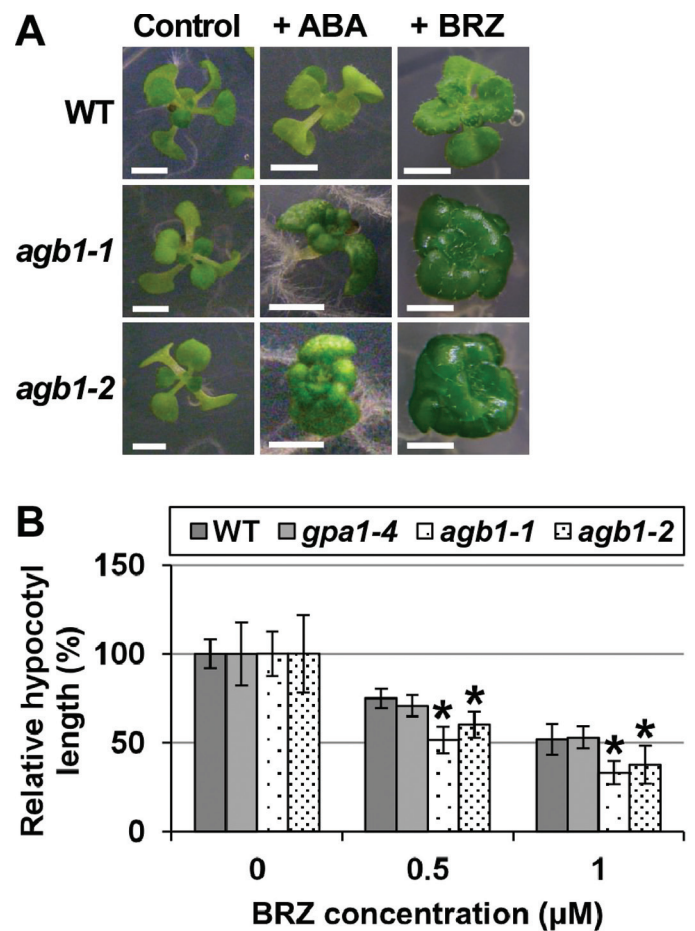 A
Control + ABA + BRZ
WT
agb1-1
agb1-2
B
WT gpa1-4 agb1-1 agb1-2
Relative hypocotyl
length (%)
150
100
50
0
* * * *
0 0.5 1
BRZ concentration (µM)